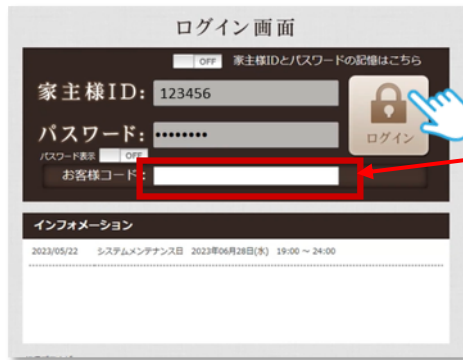 ログイン画面
OFF 家主様IDとパスワードの記憶はこちら
家主様ID: 123456
パスワード: ••••••••
ログイン
パスワード表示 OFF
お客様コード:
インフォメーション
2023/05/22 システムメンテナンス日 2023年06月28日(水) 19:00 ~ 24:00